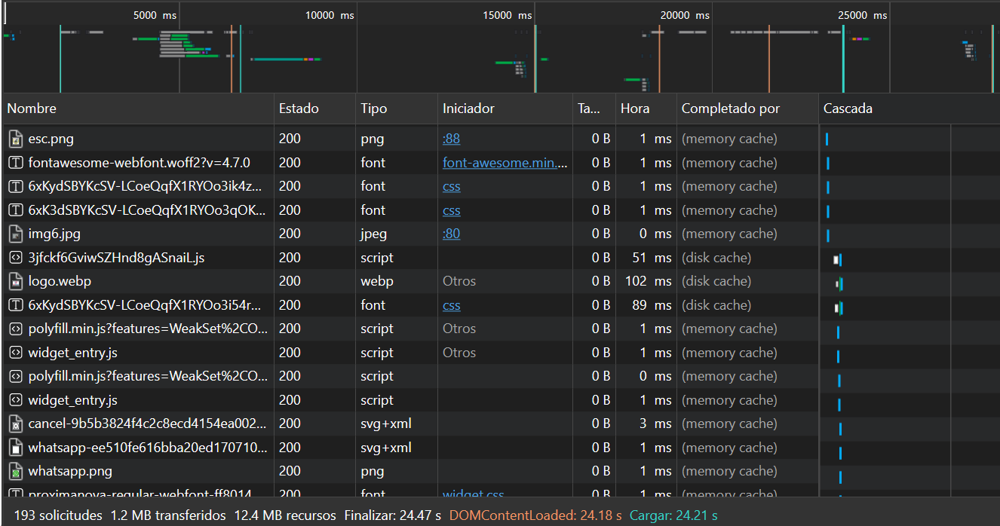 5000 ms 10000 ms 15000 ms 20000 ms 25000 ms
Nombre Estado Tipo Iniciador Ta... Hora Completado por Cascada
esc.png 200 png :88 0 B 1 ms (memory cache)
fontawesome-webfont.woff2?v=4.7.0 200 font font-awesome.min.... 0 B 1 ms (memory cache)
6xKydSBYKcSV-LCoeQqfX1RYOo3ik4z... 200 font css 0 B 1 ms (memory cache)
6xK3dSBYKcSV-LCoeQqfX1RYOo3qOK... 200 font css 0 B 1 ms (memory cache)
img6.jpg 200 jpeg :80 0 B 0 ms (memory cache)
3jfckf6GviwSZHnd8gASnaiL.js 200 script 0 B 51 ms (disk cache)
logo.webp 200 webp Otros 0 B 102 ms (disk cache)
6xKydSBYKcSV-LCoeQqfX1RYOo3i54r... 200 font css 0 B 89 ms (disk cache)
polyfill.min.js?features=WeakSet%2CO... 200 script Otros 0 B 1 ms (memory cache)
widget_entry.js 200 script Otros 0 B 1 ms (memory cache)
polyfill.min.js?features=WeakSet%2CO... 200 script 0 B 0 ms (memory cache)
widget_entry.js 200 script 0 B 1 ms (memory cache)
cancel-9b5b3824f4c2c8ecd4154ea002... 200 svg+xml 0 B 3 ms (memory cache)
whatsapp-ee510fe616bba20ed170710... 200 svg+xml 0 B 1 ms (memory cache)
whatsapp.png 200 png 0 B 1 ms (memory cache)
proximanova-regular-webfont-ff8014... 200 font widget.css 0 B 1 ms (memory cache)
193 solicitudes 1.2 MB transferidos 12.4 MB recursos Finalizar: 24.47 s DOMContentLoaded: 24.18 s Cargar: 24.21 s